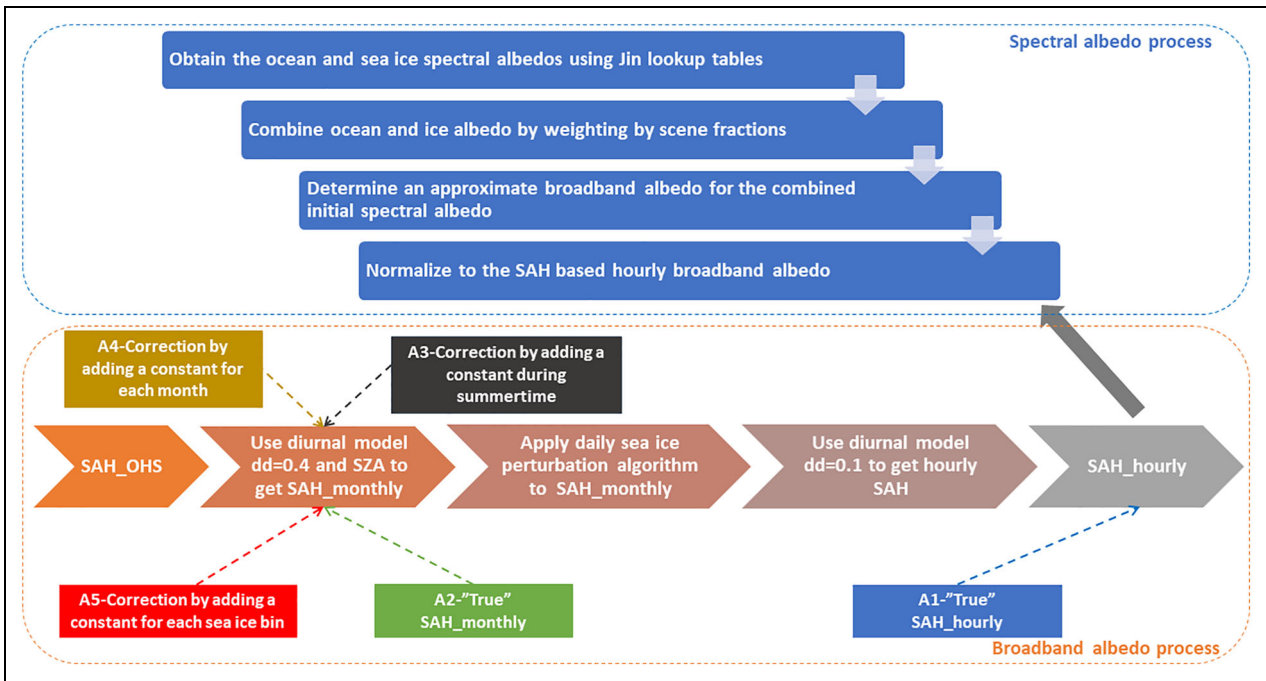 Spectral albedo process
Obtain the ocean and sea ice spectral albedos using Jin lookup tables
Combine ocean and ice albedo by weighting by scene fractions
Determine an approximate broadband albedo for the combined
initial spectral albedo
Normalize to the SAH based hourly broadband albedo
A4-Correction by
adding a constant for
each month
A3-Correction by adding a
constant during
summertime
SAH_OHS
Use diurnal model
dd=0.4 and SZA to
get SAH_monthly
Apply daily sea ice
perturbation algorithm
to SAH_monthly
Use diurnal model
dd=0.1 to get hourly
SAH
SAH_hourly
A5-Correction by adding a
constant for each sea ice bin
A2-”True”
SAH_monthly
A1-”True”
SAH_hourly
Broadband albedo process